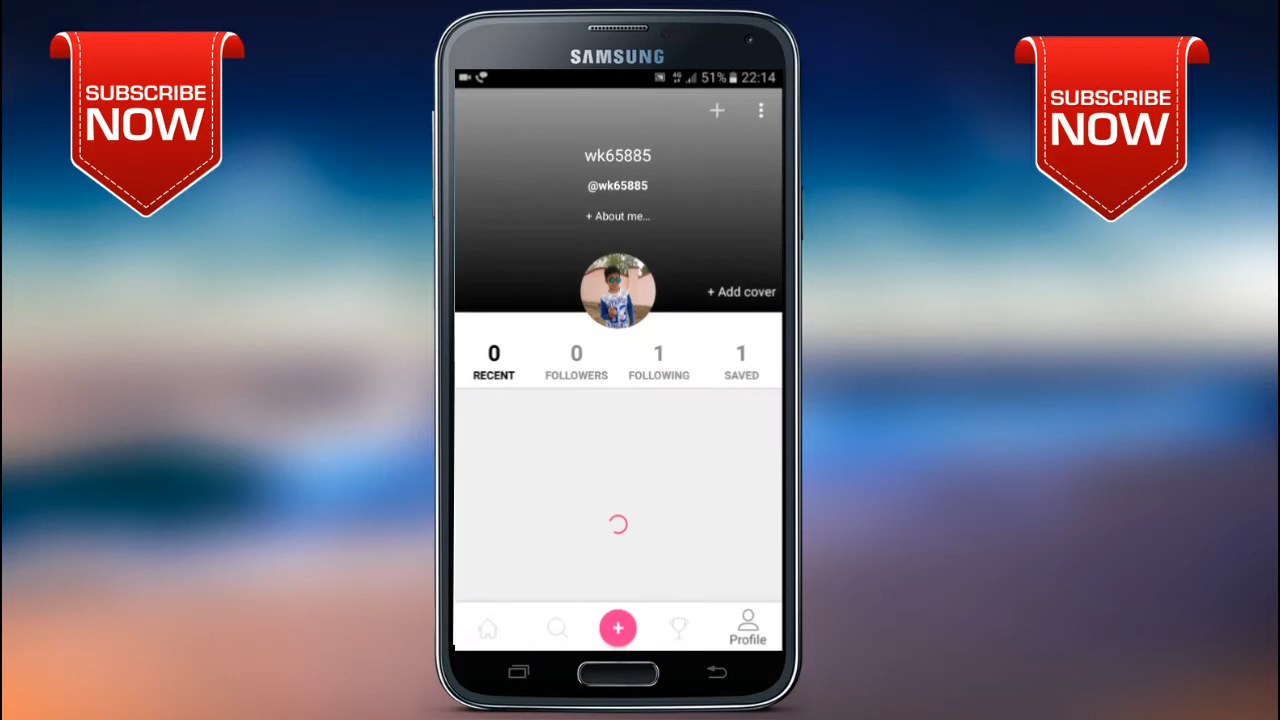 SUBSCRIBE
NOW
SUBSCRIBE
NOW
SAMSUNG
51% 22:14
wk65885
@wk65885
+ About me...
+ Add cover
0 0 1 1
RECENT FOLLOWERS FOLLOWING SAVED
Profile